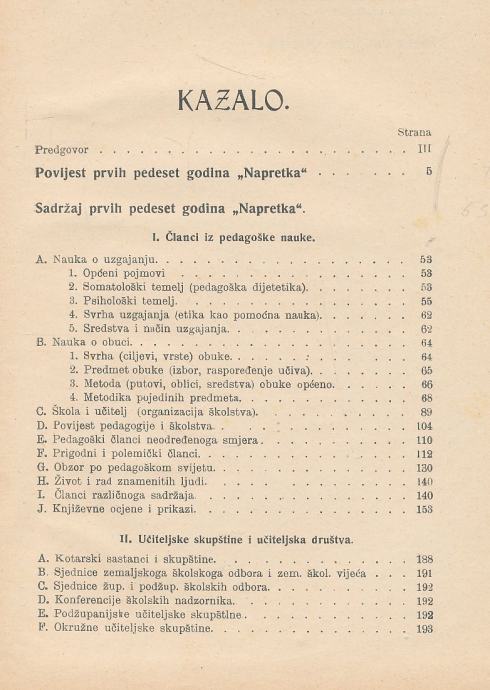 KAZALO.
Strana
Predgovor . . . . . . . . . . . . . . . . . . . . . . . . III
Povijest prvih pedeset godina „Napretka“ . . . . . . . 5
Sadržaj prvih pedeset godina „Napretka“.
I. Članci iz pedagoške nauke.
A. Nauka o uzgajanju. . . . . . . . . . . . . . . . . . . 53
1. Općeni pojmovi . . . . . . . . . . . . . . . . . . . 53
2. Somatološki temelj (pedagoška dijetetika). . . . . . . . 53
3. Psihološki temelj. . . . . . . . . . . . . . . . . . . 55
4. Svrha uzgajanja (etika kao pomoćna nauka). . . . . . . . 62
5. Sredstva i način uzgajanja. . . . . . . . . . . . . . . 62
B. Nauka o obuci. . . . . . . . . . . . . . . . . . . . . 64
1. Svrha (ciljevi, vrste) obuke. . . . . . . . . . . . . . 64
2. Predmet obuke (izbor, raspoređenje učiva). . . . . . . . 65
3. Metoda (putovi, oblici, sredstva) obuke općeno. . . . . . 66
4. Metodika pojedinih predmeta. . . . . . . . . . . . . . 68
C. Škola i učitelj (organizacija školstva). . . . . . . . . . 89
D. Povijest pedagogije i školstva. . . . . . . . . . . . . . 104
E. Pedagoški članci neodređenoga smjera . . . . . . . . . . 110
F. Prigodni i polemički članci. . . . . . . . . . . . . . . 112
G. Obzor po pedagoškom svijetu. . . . . . . . . . . . . . 130
H. Život i rad znamenitih ljudi. . . . . . . . . . . . . . . 140
I. Članci različnoga sadržaja. . . . . . . . . . . . . . . 140
J. Književne ocjene i prikazi. . . . . . . . . . . . . . . 153
II. Učiteljske skupštine i učiteljska društva.
A. Kotarski sastanci i skupštine. . . . . . . . . . . . . . 188
B. Sjednice zemaljskoga školskoga odbora i zem. škol. vijeća . . . 191
C. Sjednice žup. i podžup. školskih odbora. . . . . . . . . . 192
D. Konferencije školskih nadzornika. . . . . . . . . . . . . 192
E. Podžupanijske učiteljske skupštine . . . . . . . . . . . . 192
F. Okružne učiteljske skupštine. . . . . . . . . . . . . . . 193